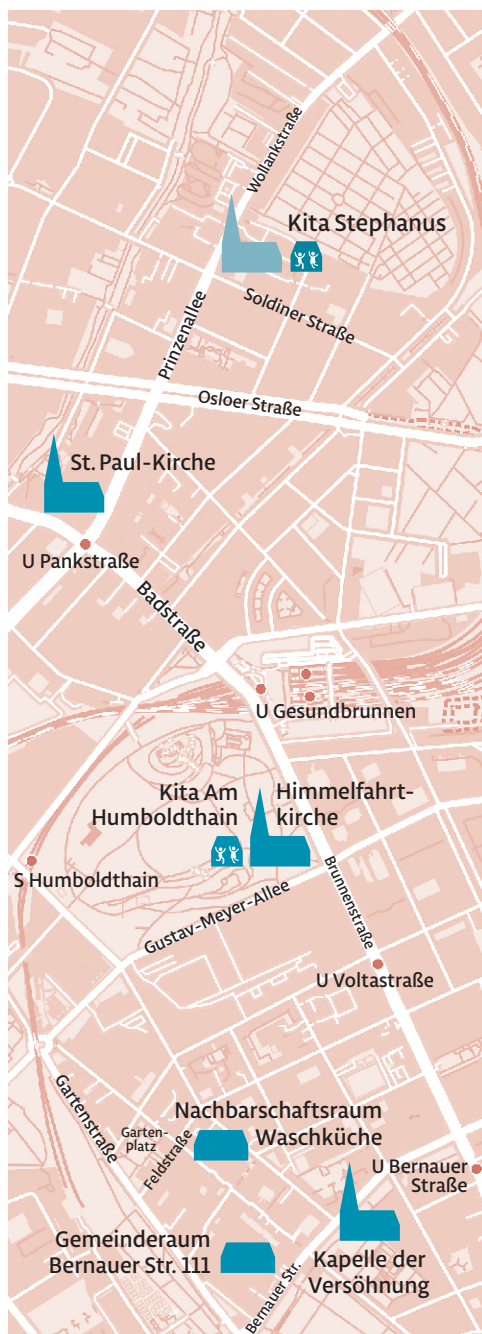 Wollankstraße
Kita Stephanus
Soldiner Straße
Prinzenallee
Osloer Straße
St. Paul-Kirche
U Pankstraße
Badstraße
U Gesundbrunnen
Kita Am
Humboldthain
Himmelfahrt-
kirche
S Humboldthain
Gustav-Meyer-Allee
Brunnenstraße
U Voltastraße
Gartenstraße
Garten-
platz
Feldstraße
Nachbarschaftsraum
Waschküche
U Bernauer
Straße
Gemeinderaum
Bernauer Str. 111
Bernauer Str.
Kapelle der
Versöhnung